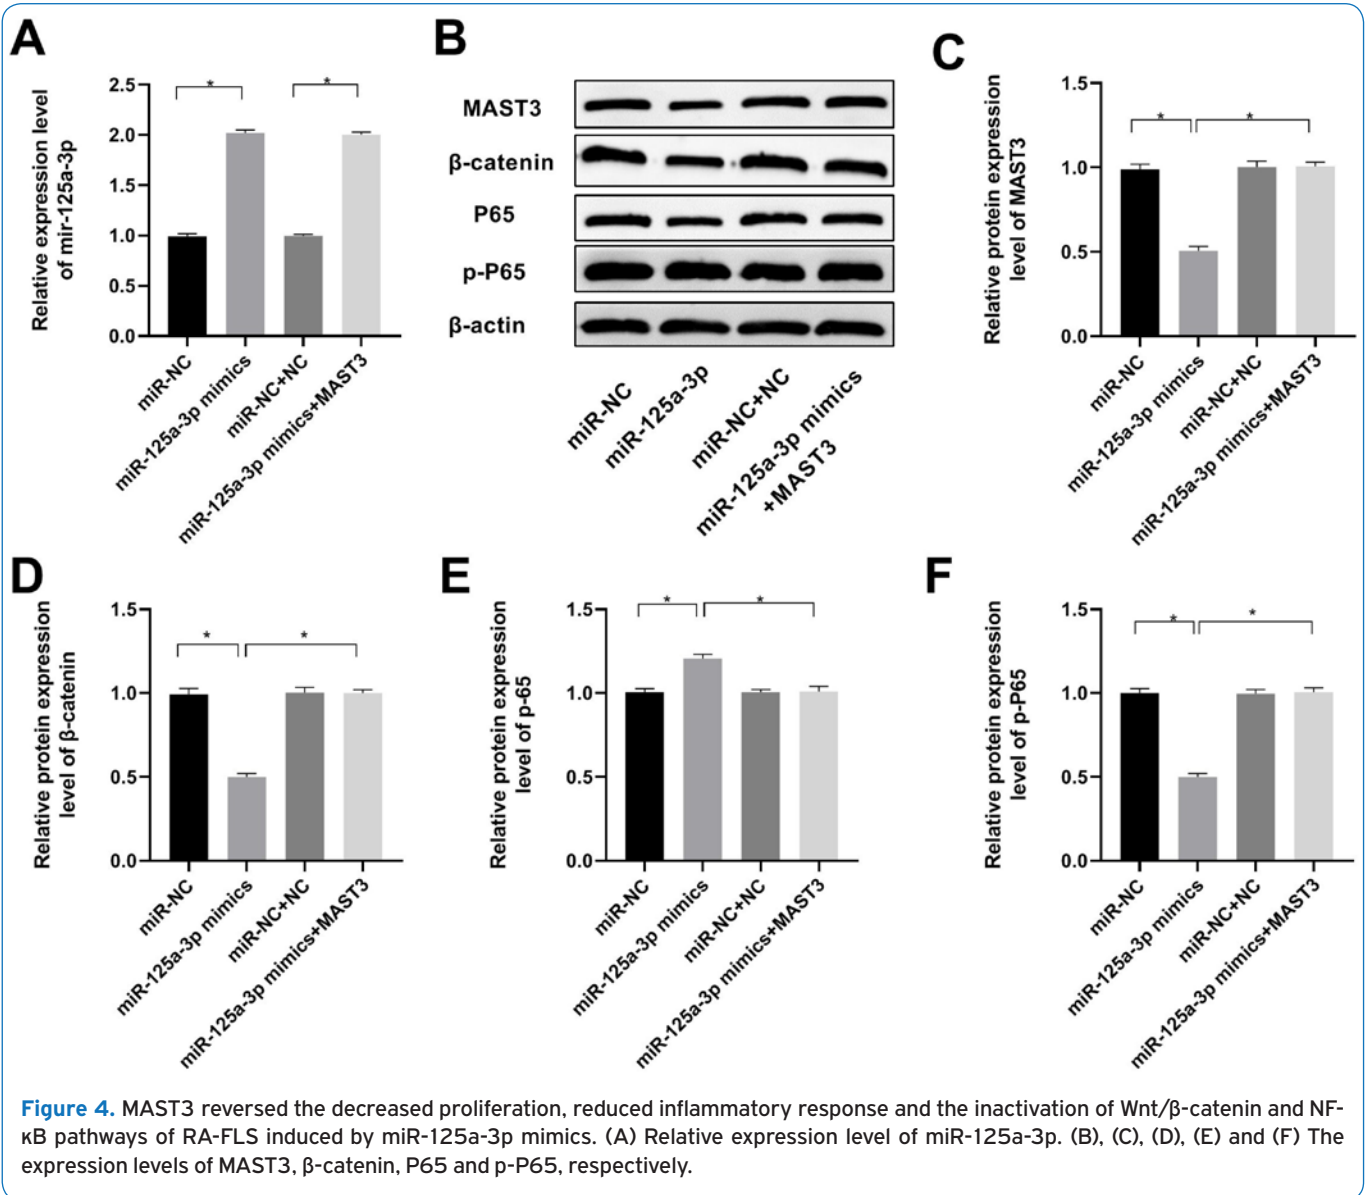 A
Relative expression level
of mir-125a-3p
2.5
2.0
1.5
1.0
0.5
0.0
*
*
miR-NC
miR-125a-3p mimics
miR-NC+NC
miR-125a-3p mimics+MAST3
B
MAST3
β-catenin
P65
p-P65
β-actin
miR-NC
miR-125a-3p
miR-NC+NC
miR-125a-3p mimics
+MAST3
C
Relative protein expression
level of MAST3
1.5
1.0
0.5
0.0
*
*
miR-NC
miR-125a-3p mimics
miR-NC+NC
miR-125a-3p mimics+MAST3
D
Relative protein expression
level of β-catenin
1.5
1.0
0.5
0.0
*
*
miR-NC
miR-125a-3p mimics
miR-NC+NC
miR-125a-3p mimics+MAST3
E
Relative protein expression
level of p-65
1.5
1.0
0.5
0.0
*
*
miR-NC
miR-125a-3p mimics
miR-NC+NC
miR-125a-3p mimics+MAST3
F
Relative protein expression
level of p-P65
1.5
1.0
0.5
0.0
*
*
miR-NC
miR-125a-3p mimics
miR-NC+NC
miR-125a-3p mimics+MAST3
Figure 4. MAST3 reversed the decreased proliferation, reduced inflammatory response and the inactivation of Wnt/β-catenin and NF-
κB pathways of RA-FLS induced by miR-125a-3p mimics. (A) Relative expression level of miR-125a-3p. (B), (C), (D), (E) and (F) The
expression levels of MAST3, β-catenin, P65 and p-P65, respectively.